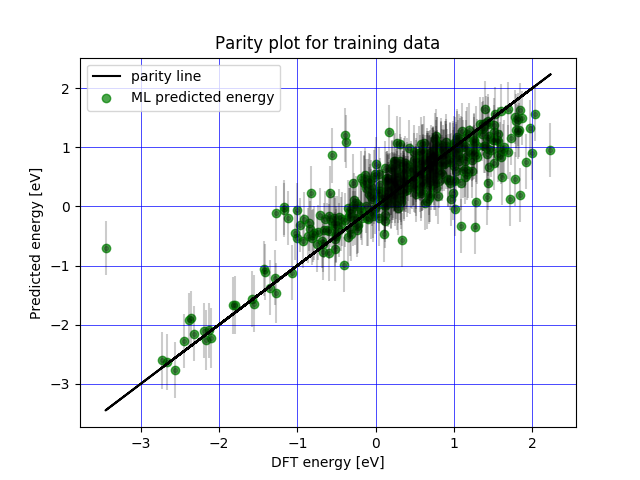 Parity plot for training data
parity line
ML predicted energy
2
1
0
−1
−2
−3
Predicted energy [eV]
−3 −2 −1 0 1 2
DFT energy [eV]